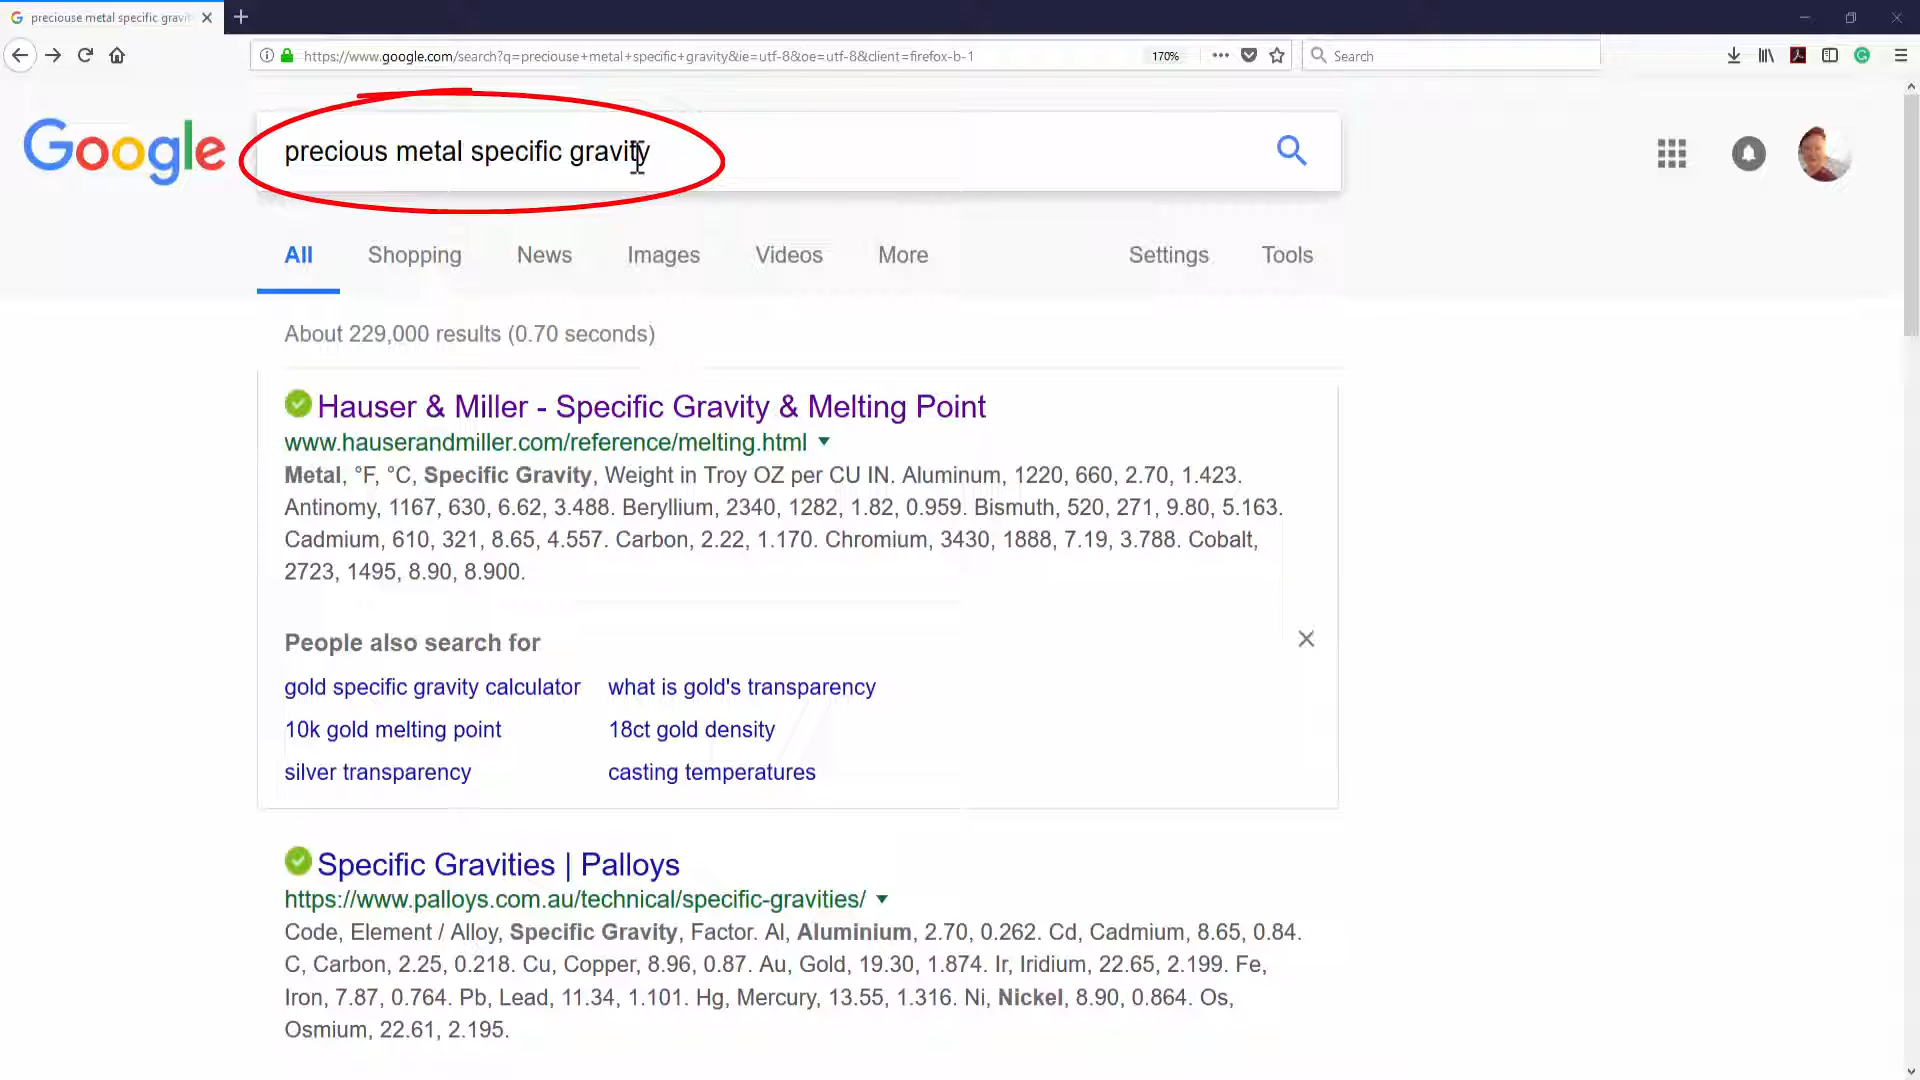 preciouse metal specific gravit
https://www.google.com/search?q=preciouse+metal+specific+gravity&ie=utf-8&oe=utf-8&client=firefox-b-1
170%
Search
Google
precious metal specific gravity
All Shopping News Images Videos More Settings Tools
About 229,000 results (0.70 seconds)
Hauser & Miller - Specific Gravity & Melting Point
www.hauserandmiller.com/reference/melting.html
Metal, °F, °C, Specific Gravity, Weight in Troy OZ per CU IN. Aluminum, 1220, 660, 2.70, 1.423.
Antinomy, 1167, 630, 6.62, 3.488. Beryllium, 2340, 1282, 1.82, 0.959. Bismuth, 520, 271, 9.80, 5.163.
Cadmium, 610, 321, 8.65, 4.557. Carbon, 2.22, 1.170. Chromium, 3430, 1888, 7.19, 3.788. Cobalt,
2723, 1495, 8.90, 8.900.
People also search for
gold specific gravity calculator what is gold's transparency
10k gold melting point 18ct gold density
silver transparency casting temperatures
Specific Gravities | Palloys
https://www.palloys.com.au/technical/specific-gravities/
Code, Element / Alloy, Specific Gravity, Factor. Al, Aluminium, 2.70, 0.262. Cd, Cadmium, 8.65, 0.84.
C, Carbon, 2.25, 0.218. Cu, Copper, 8.96, 0.87. Au, Gold, 19.30, 1.874. Ir, Iridium, 22.65, 2.199. Fe,
Iron, 7.87, 0.764. Pb, Lead, 11.34, 1.101. Hg, Mercury, 13.55, 1.316. Ni, Nickel, 8.90, 0.864. Os,
Osmium, 22.61, 2.195.